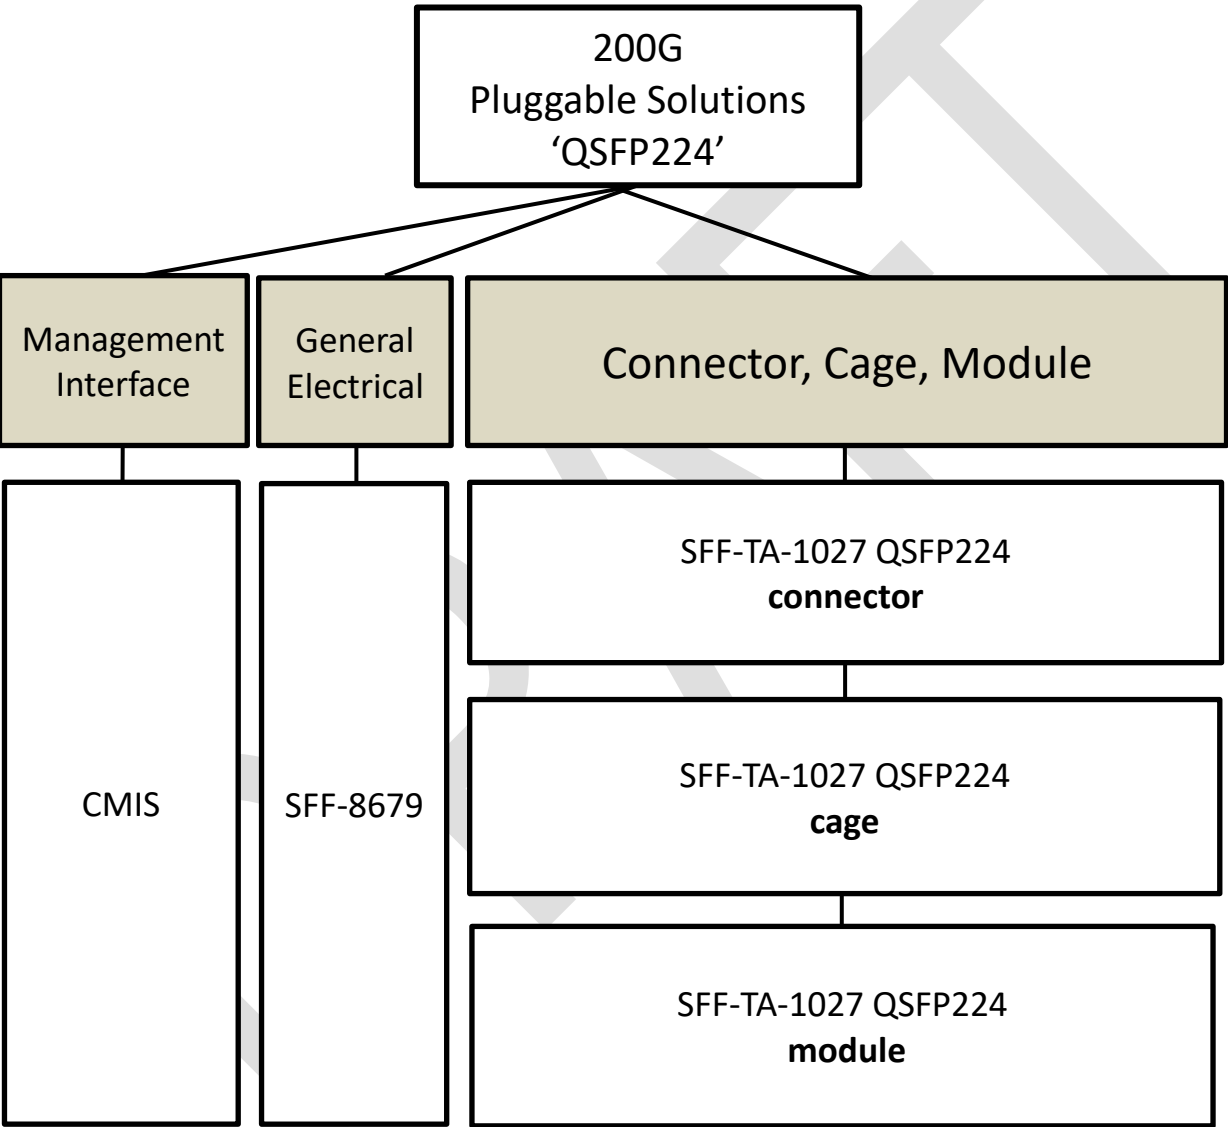 200G
Pluggable Solutions
‘QSFP224’
Management
Interface
General
Electrical
Connector, Cage, Module
CMIS
SFF-8679
SFF-TA-1027 QSFP224
connector
SFF-TA-1027 QSFP224
cage
SFF-TA-1027 QSFP224
module